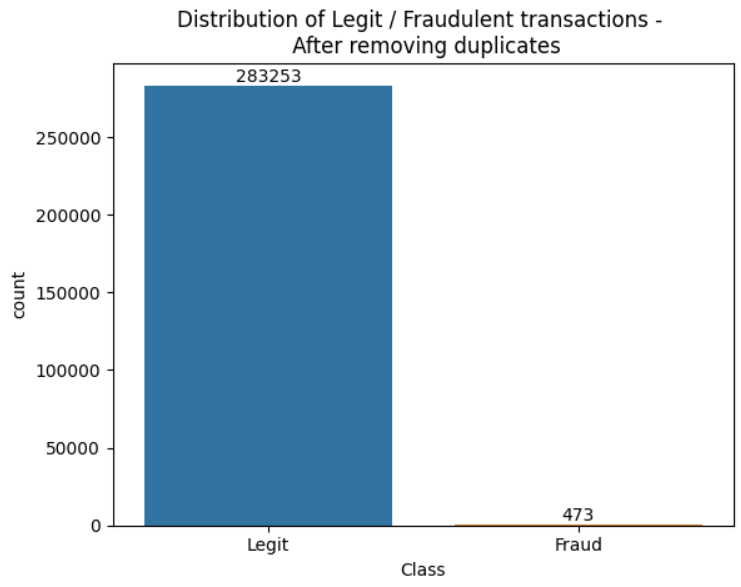 Distribution of Legit / Fraudulent transactions -
After removing duplicates
283253
250000
200000
150000
100000
50000
0
count
473
Legit
Fraud
Class